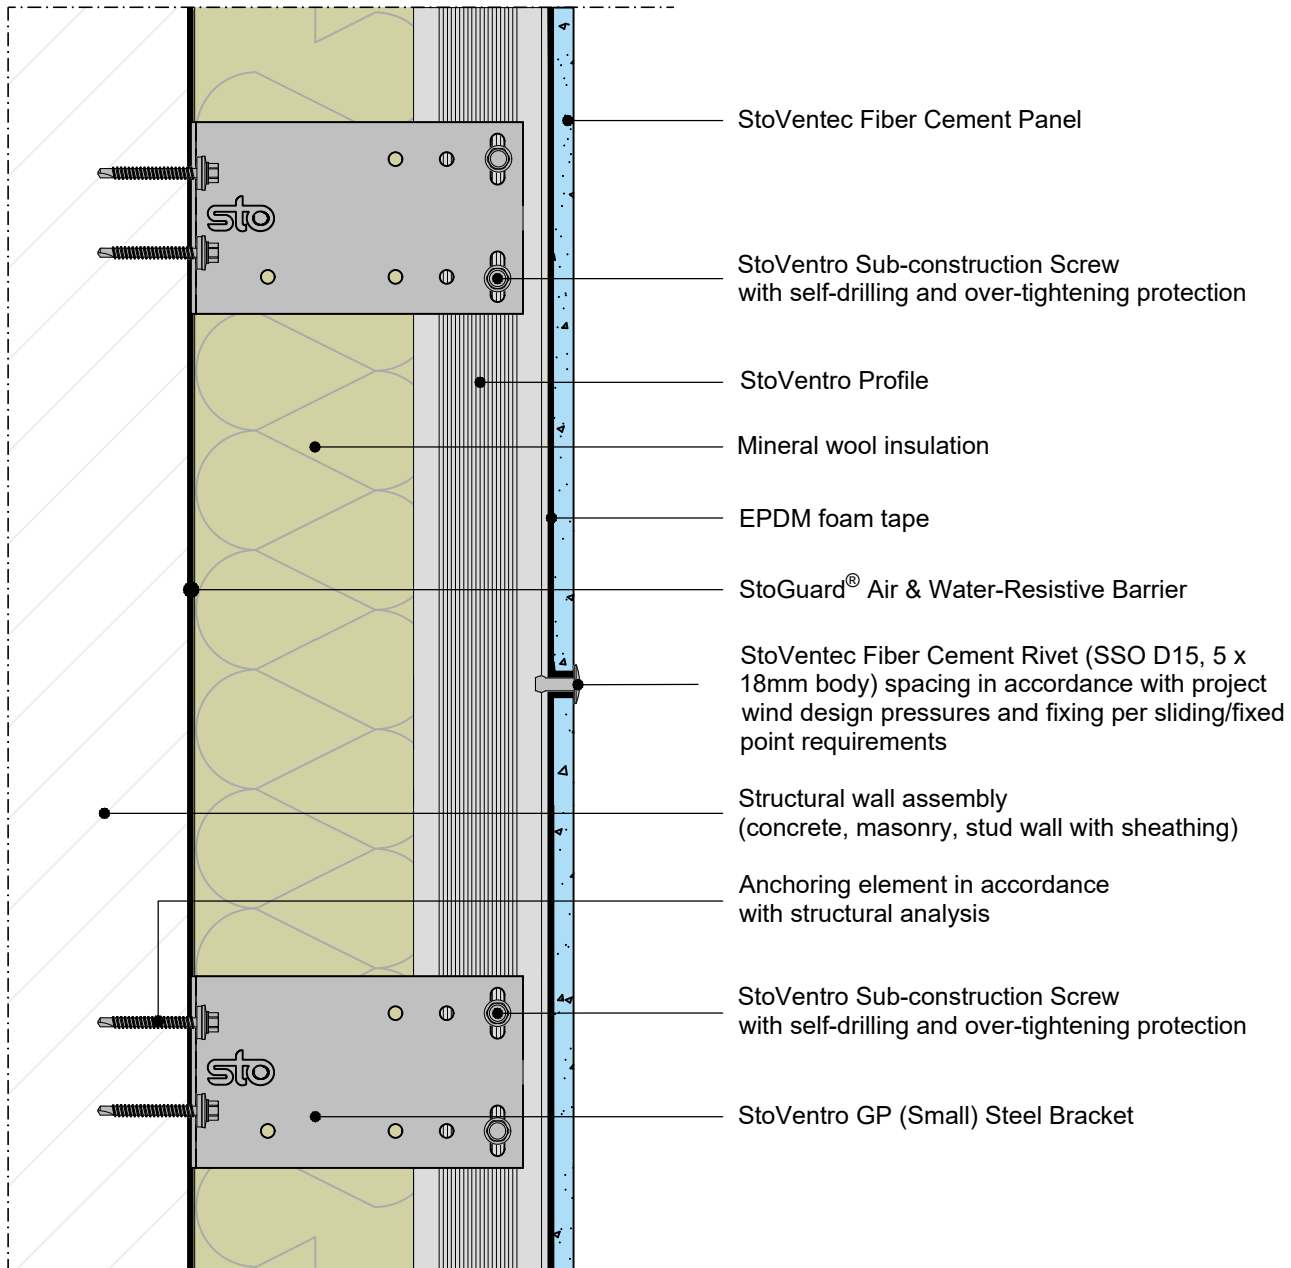 StoVentec Fiber Cement Panel
sto
StoVentro Sub-construction Screw
with self-drilling and over-tightening protection
StoVentro Profile
Mineral wool insulation
EPDM foam tape
StoGuard® Air & Water-Resistive Barrier
StoVentec Fiber Cement Rivet (SSO D15, 5 x
18mm body) spacing in accordance with project
wind design pressures and fixing per sliding/fixed
point requirements
Structural wall assembly
(concrete, masonry, stud wall with sheathing)
Anchoring element in accordance
with structural analysis
StoVentro Sub-construction Screw
with self-drilling and over-tightening protection
sto
StoVentro GP (Small) Steel Bracket